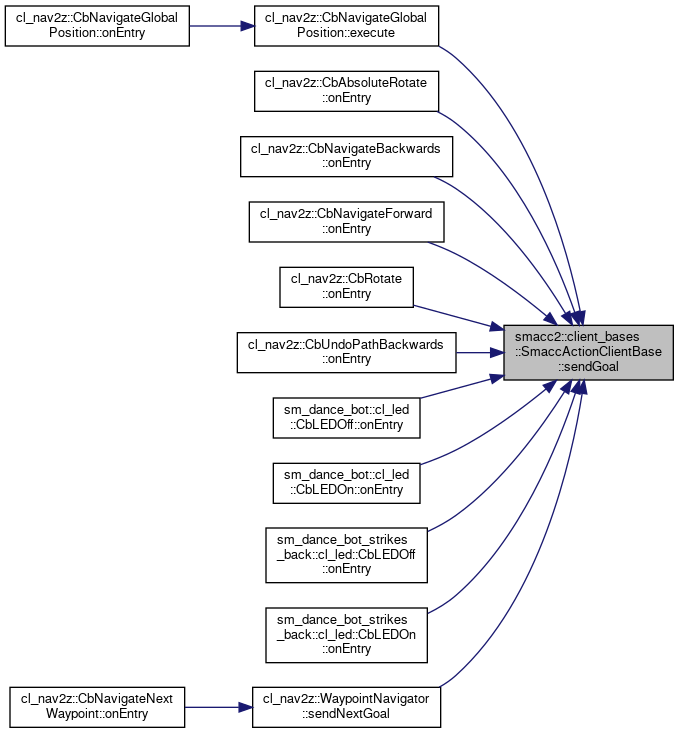 cl_nav2z::CbNavigateGlobal
Position::onEntry
cl_nav2z::CbNavigateGlobal
Position::execute
cl_nav2z::CbAbsoluteRotate
::onEntry
cl_nav2z::CbNavigateBackwards
::onEntry
cl_nav2z::CbNavigateForward
::onEntry
cl_nav2z::CbRotate
::onEntry
cl_nav2z::CbUndoPathBackwards
::onEntry
smacc2::client_bases
::SmaccActionClientBase
::sendGoal
sm_dance_bot::cl_led
::CbLEDOff::onEntry
sm_dance_bot::cl_led
::CbLEDOn::onEntry
sm_dance_bot_strikes
_back::cl_led::CbLEDOff
::onEntry
sm_dance_bot_strikes
_back::cl_led::CbLEDOn
::onEntry
cl_nav2z::CbNavigateNext
Waypoint::onEntry
cl_nav2z::WaypointNavigator
::sendNextGoal